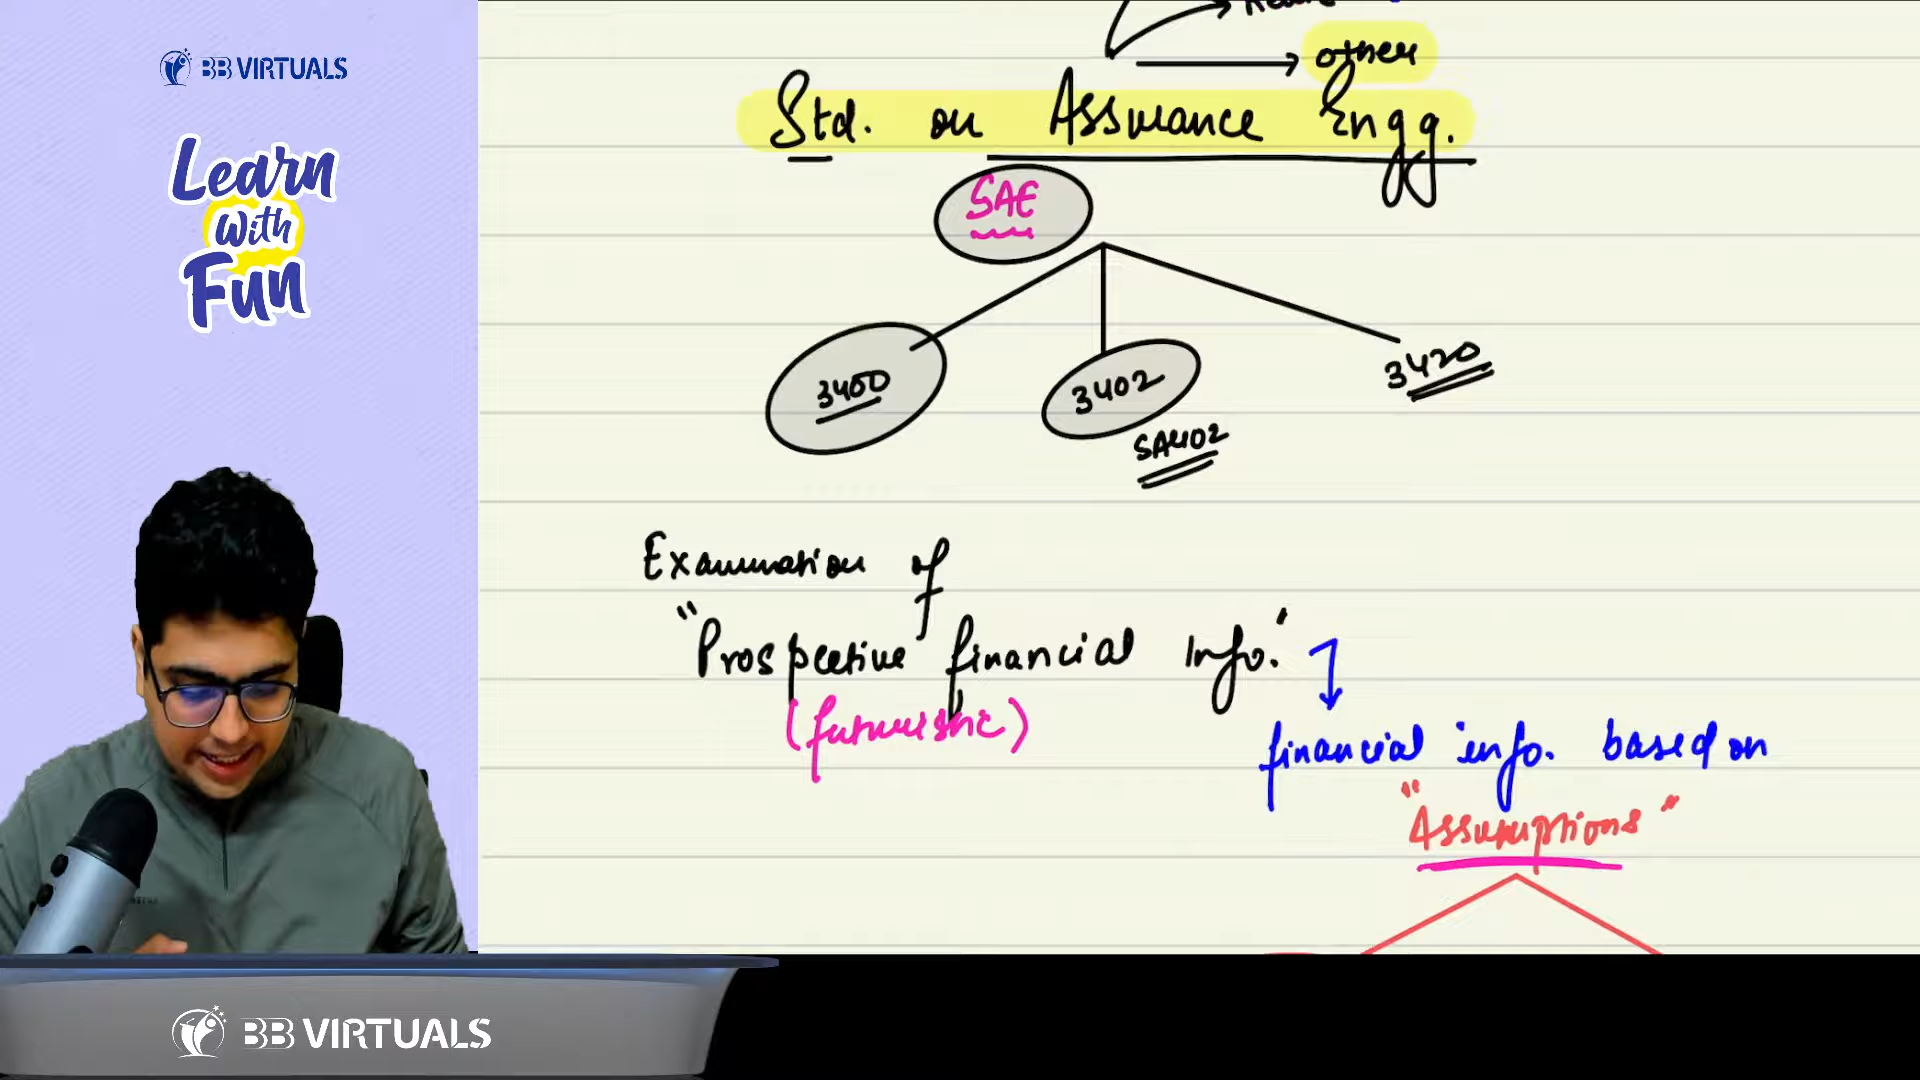 BB VIRTUALS
Learn
With
Fun
other
Std. on Assurance Engg.
SAE
3400
3402
3420
SA402
Examination of
"Prospective financial Info."
(futuristic)
financial info. based on
"Assumptions"
BB VIRTUALS